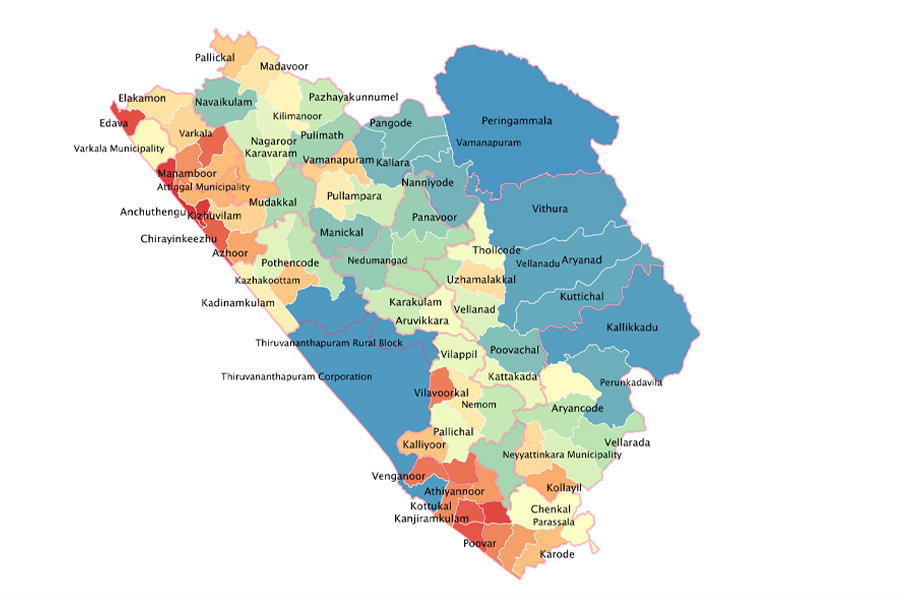 Pallickal
Madavoor
Elakamon
Navaikulam
Pazhayakunnumel
Edava
Kilimanoor
Pangode
Peringammala
Varkala
Pulimath
Varkala Municipality
Nagaroor
Vamanapuram
Karavaram
Vamanapuram
Kallara
Manamboor
Nanniyode
Attingal Municipality
Pullampara
Mudakkal
Anchuthengu
Kizhuvilam
Panavoor
Vithura
Chirayinkeezhu
Manickal
Azhoor
Tholicode
Pothencode
Nedumangad
Vellanadu
Aryanad
Kazhakoottam
Uzhamalakkal
Kadinamkulam
Karakulam
Vellanad
Kuttichal
Aruvikkara
Kallikkadu
Thiruvananthapuram Rural Block
Vilappil
Poovachal
Thiruvananthapuram Corporation
Kattakada
Perunkadavila
Vilavoorkal
Nemom
Aryancode
Pallichal
Kalliyoor
Vellarada
Neyyattinkara Municipality
Venganoor
Athiyannoor
Kollayil
Kottukal
Chenkal
Kanjiramkulam
Parassala
Poovar
Karode